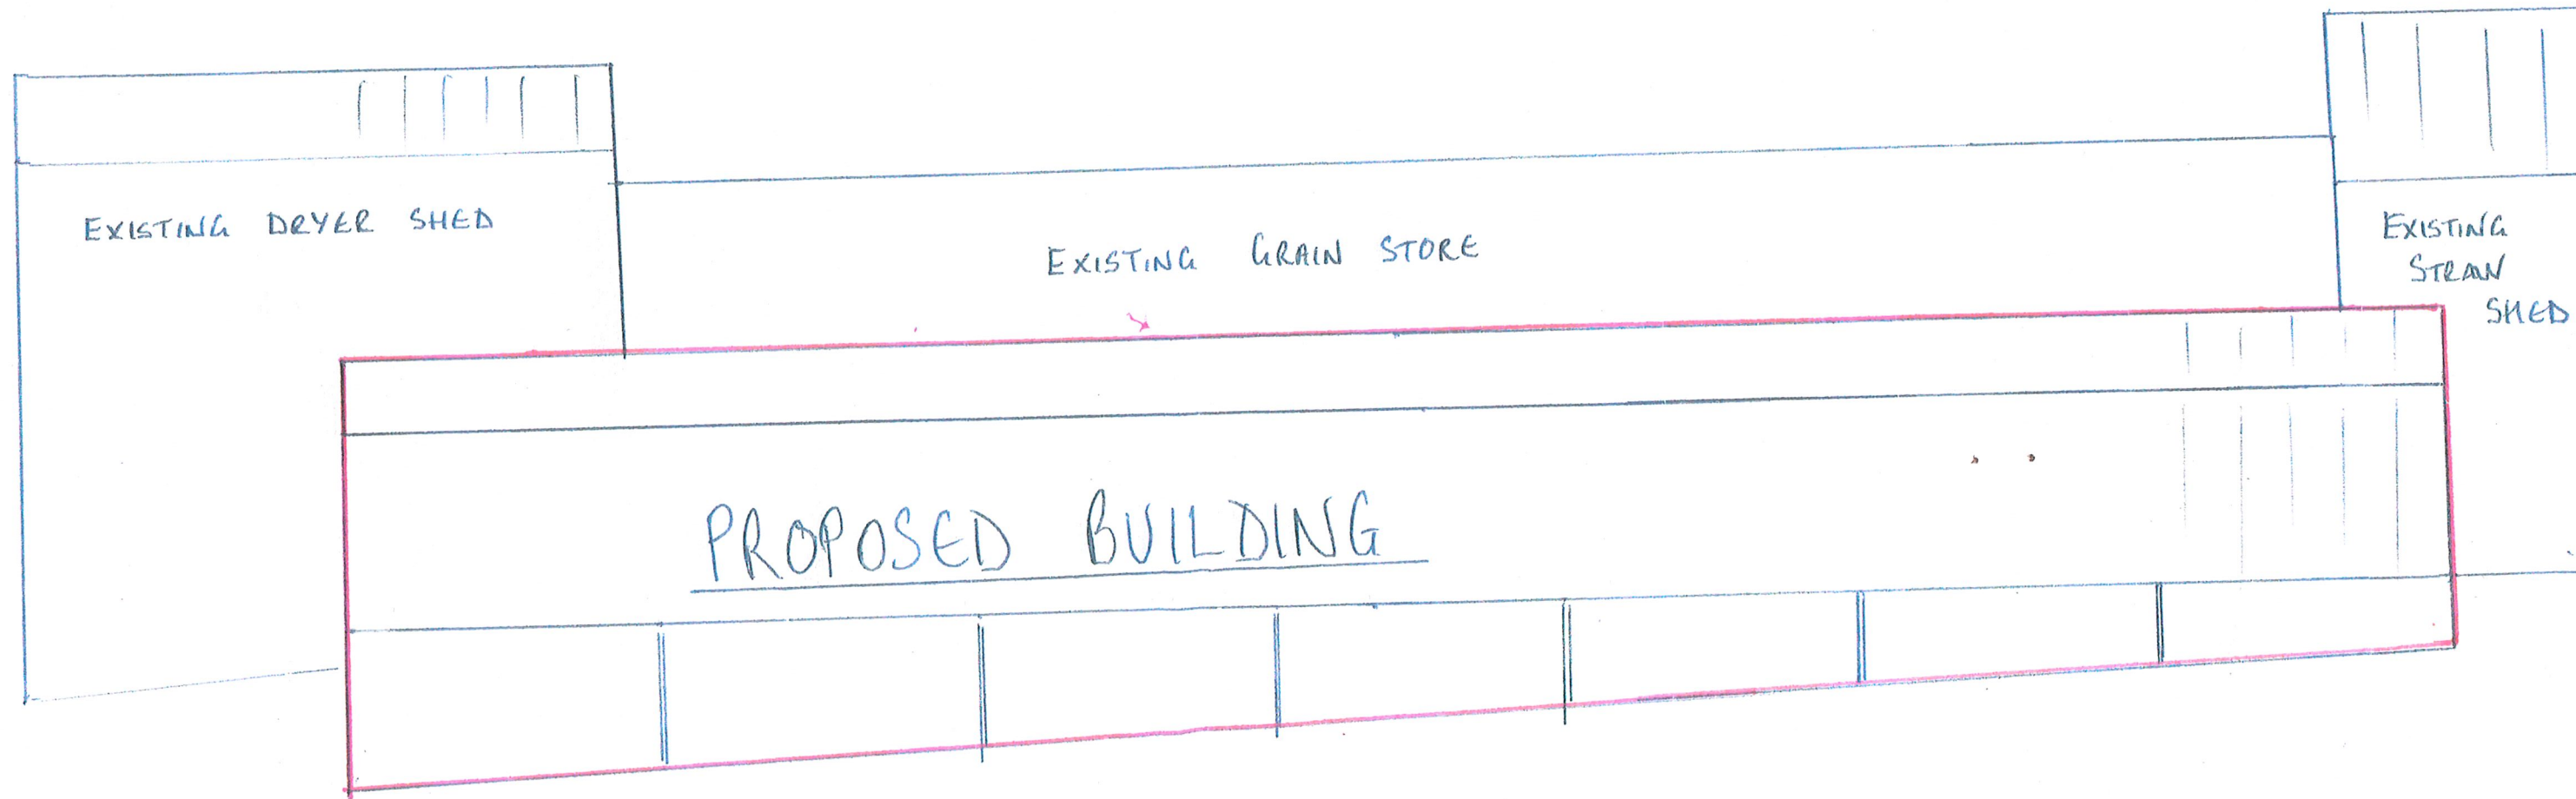 EXISTING DRYER SHED
EXISTING GRAIN STORE
EXISTING
STRAW
SHED
PROPOSED BUILDING